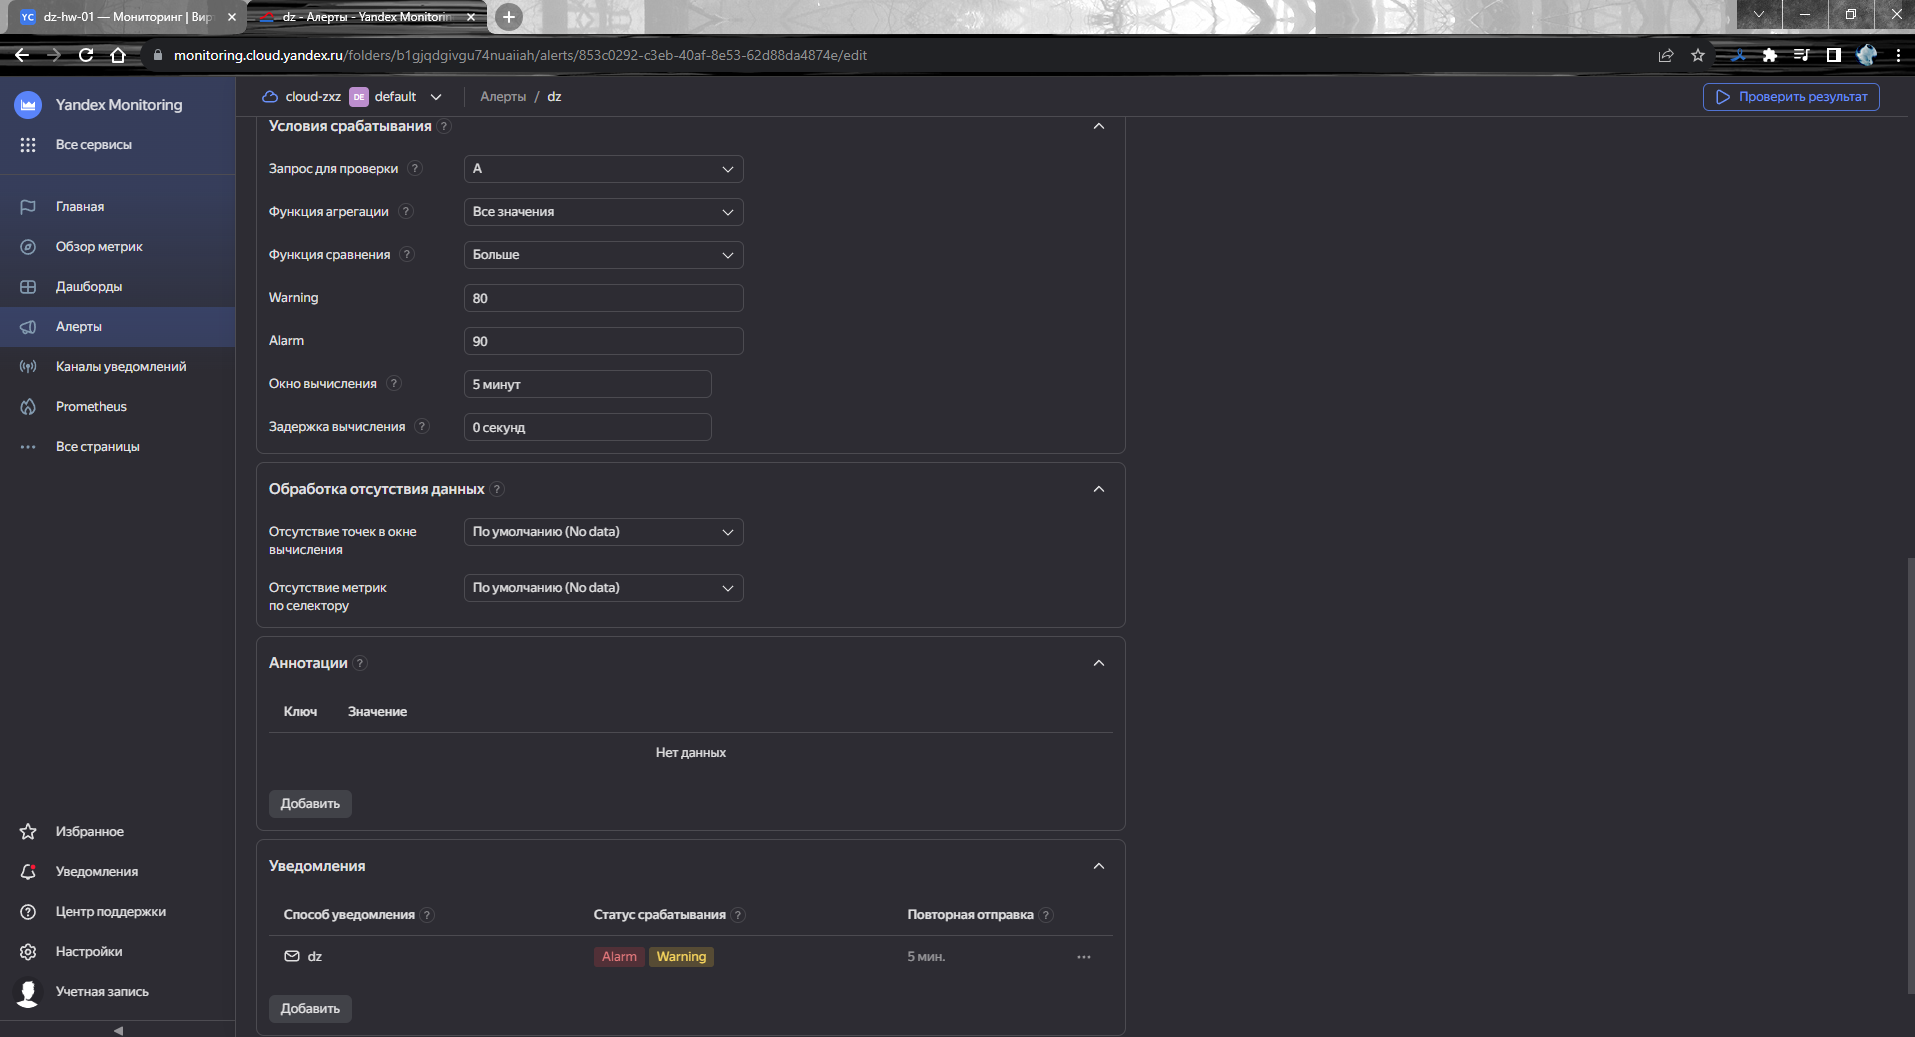 YC dz-hw-01 — Мониторинг | Вир
dz - Алерты - Yandex Monitorin
monitoring.cloud.yandex.ru/folders/b1gjqdgivgu74nuaiiah/alerts/853c0292-c3eb-40af-8e53-62d88da4874e/edit
Yandex Monitoring
Все сервисы
Главная
Обзор метрик
Дашборды
Алерты
Каналы уведомлений
Prometheus
Все страницы
Избранное
Уведомления
Центр поддержки
Настройки
Учетная запись
cloud-zxz DE default Алерты / dz
Проверить результат
Условия срабатывания ?
Запрос для проверки ? A
Функция агрегации ? Все значения
Функция сравнения ? Больше
Warning 80
Alarm 90
Окно вычисления ? 5 минут
Задержка вычисления ? 0 секунд
Обработка отсутствия данных ?
Отсутствие точек в окне
вычисления
По умолчанию (No data)
Отсутствие метрик
по селектору
По умолчанию (No data)
Аннотации ?
Ключ Значение
Нет данных
Добавить
Уведомления
Способ уведомления ? Статус срабатывания ? Повторная отправка ?
dz Alarm Warning 5 мин.
Добавить